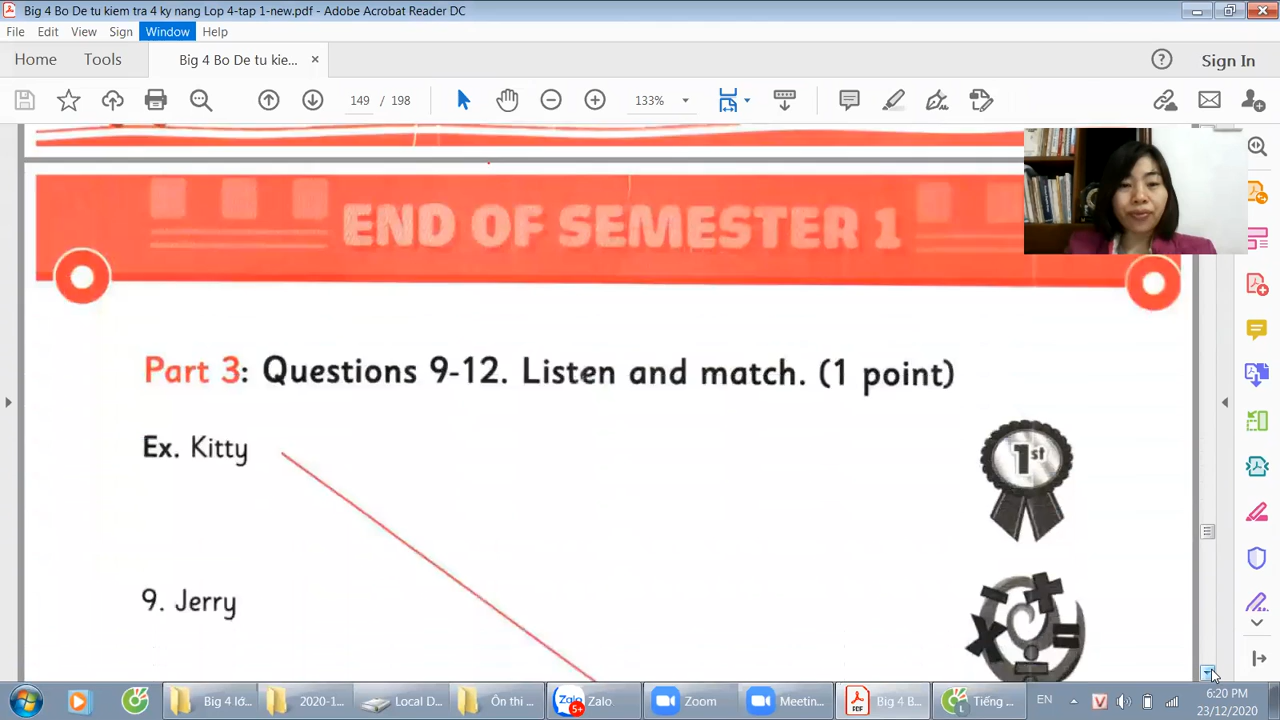 Big 4 Bo De tu kiem tra 4 ky nang Lop 4-tap 1-new.pdf - Adobe Acrobat Reader DC
File Edit View Sign Window Help
Home Tools Big 4 Bo De tu kie... × Sign In
149 / 198 133%
END OF SEMESTER 1
Part 3: Questions 9-12. Listen and match. (1 point)
Ex. Kitty
1st
9. Jerry
Big 4 lớ... 2020-1... Local D... Ôn thi ... Zalo 5+ Zalo Zoom Meetin... PDF Big 4 B... L Tiếng ... EN V 6:20 PM
23/12/2020